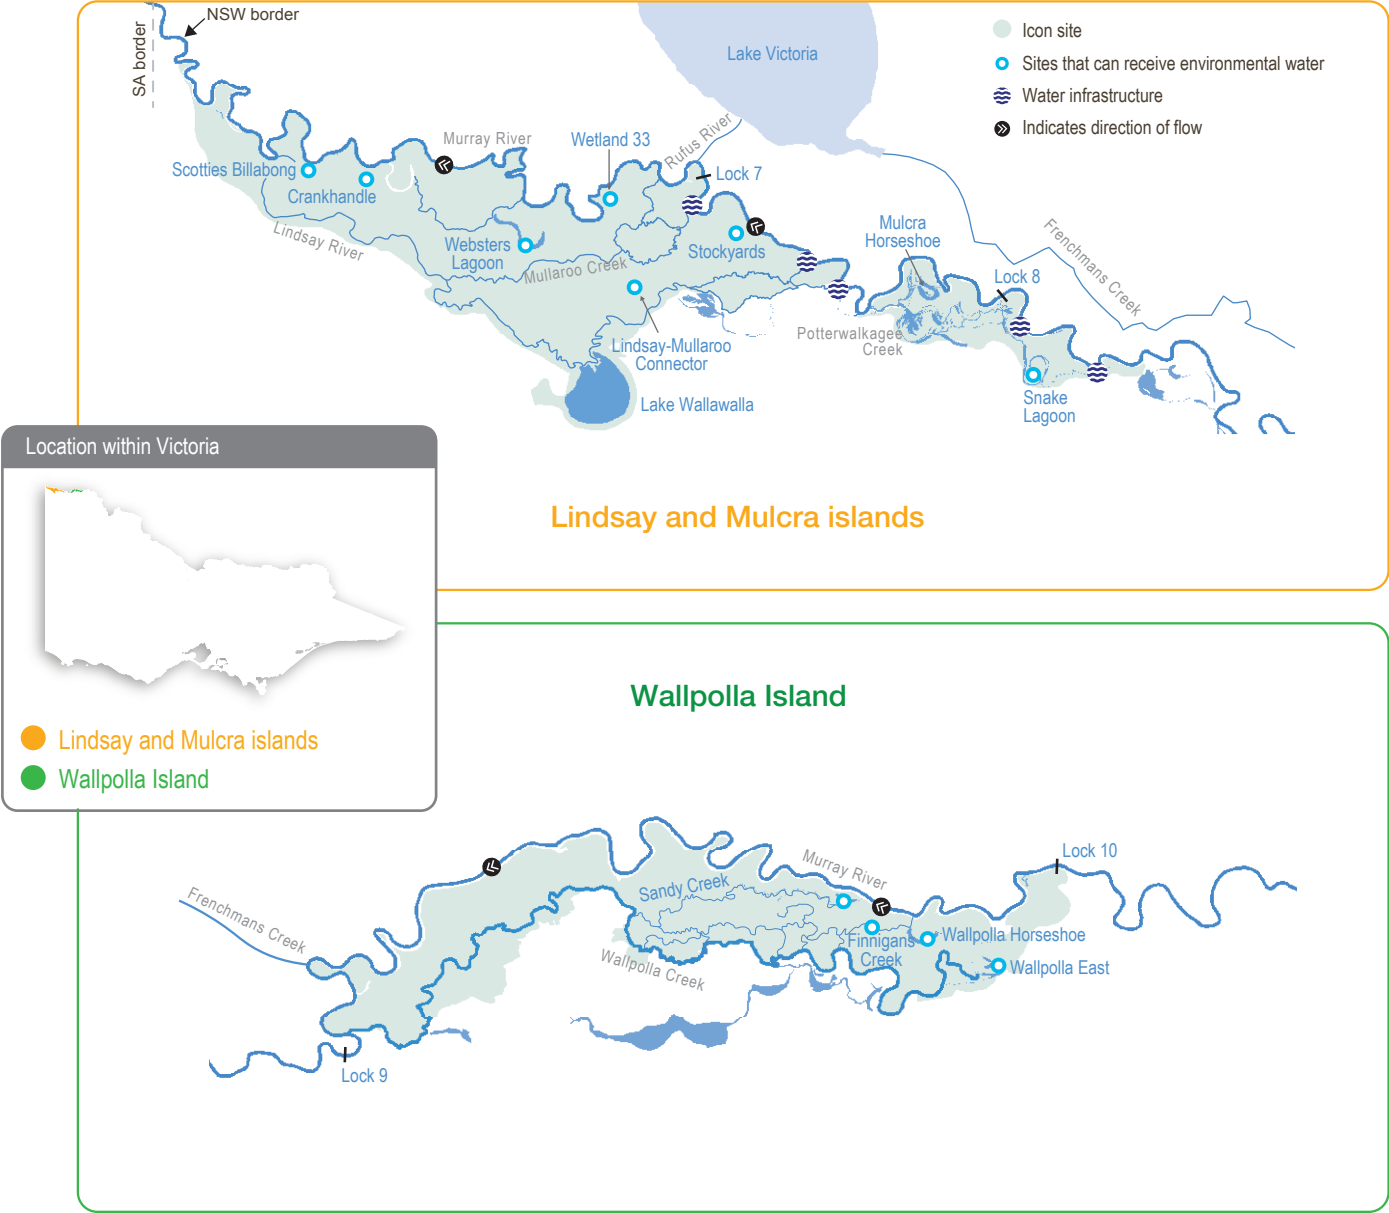 NSW border
SA border
Lake Victoria
Icon site
Sites that can receive environmental water
Water infrastructure
Indicates direction of flow
Murray River
Wetland 33
Rufus River
Lock 7
Scotties Billabong
Crankhandle
Lindsay River
Websters
Lagoon
Mullaroo Creek
Stockyards
Mulcra
Horseshoe
Lock 8
Frenchmans Creek
Potterwalkagee
Creek
Lindsay-Mullaroo
Connector
Lake Wallawalla
Snake
Lagoon
Location within Victoria
Lindsay and Mulcra islands
Wallpolla Island
Lindsay and Mulcra islands
Wallpolla Island
Lock 10
Murray River
Sandy Creek
Frenchmans Creek
Finnigans
Creek
Wallpolla Horseshoe
Wallpolla East
Wallpolla Creek
Lock 9